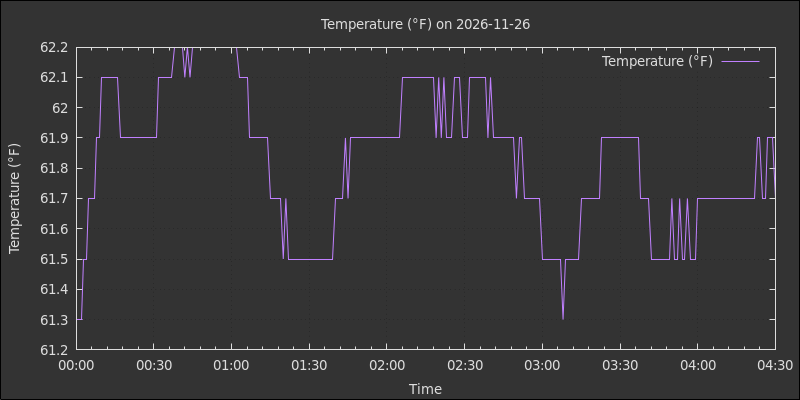 Temperature (°F) on 2026-11-26
Temperature (°F)
Temperature (°F)
62.2
62.1
62
61.9
61.8
61.7
61.6
61.5
61.4
61.3
61.2
00:00 00:30 01:00 01:30 02:00 02:30 03:00 03:30 04:00 04:30
Time